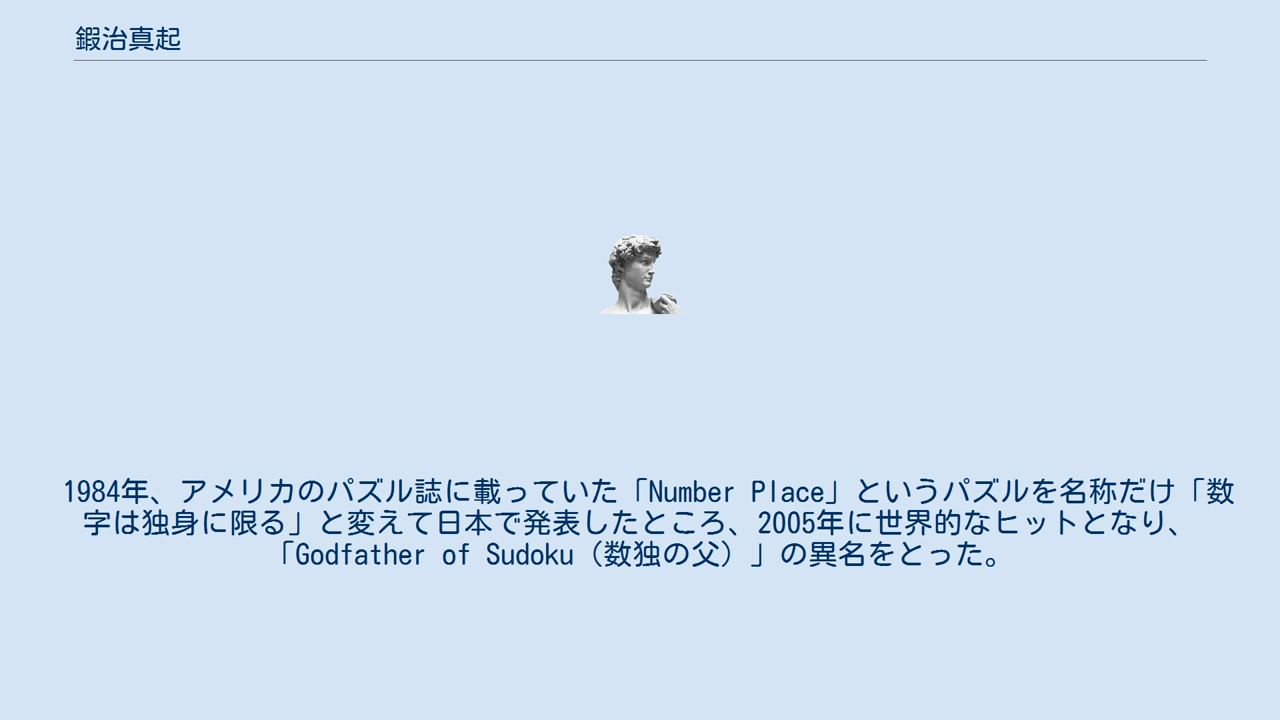 鍜治真起
1984年、アメリカのパズル誌に載っていた「Number Place」というパズルを名称だけ「数
字は独身に限る」と変えて日本で発表したところ、2005年に世界的なヒットとなり、
「Godfather of Sudoku（数独の父）」の異名をとった。